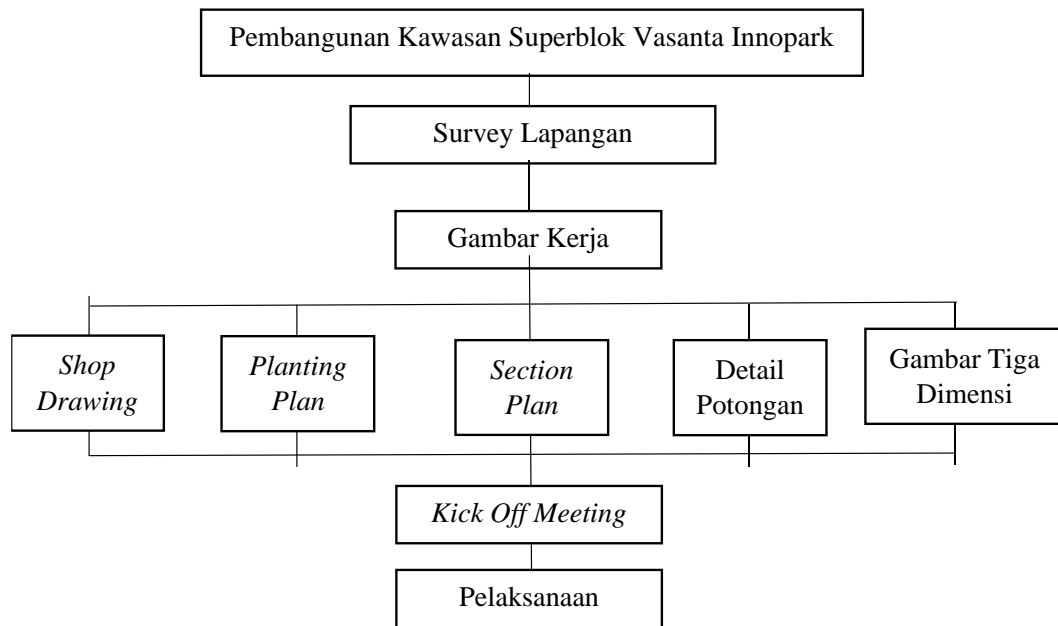 Pembangunan Kawasan Superblok Vasanta Innopark
Survey Lapangan
Gambar Kerja
Shop
Drawing
Planting
Plan
Section
Plan
Detail
Potongan
Gambar Tiga
Dimensi
Kick Off Meeting
Pelaksanaan